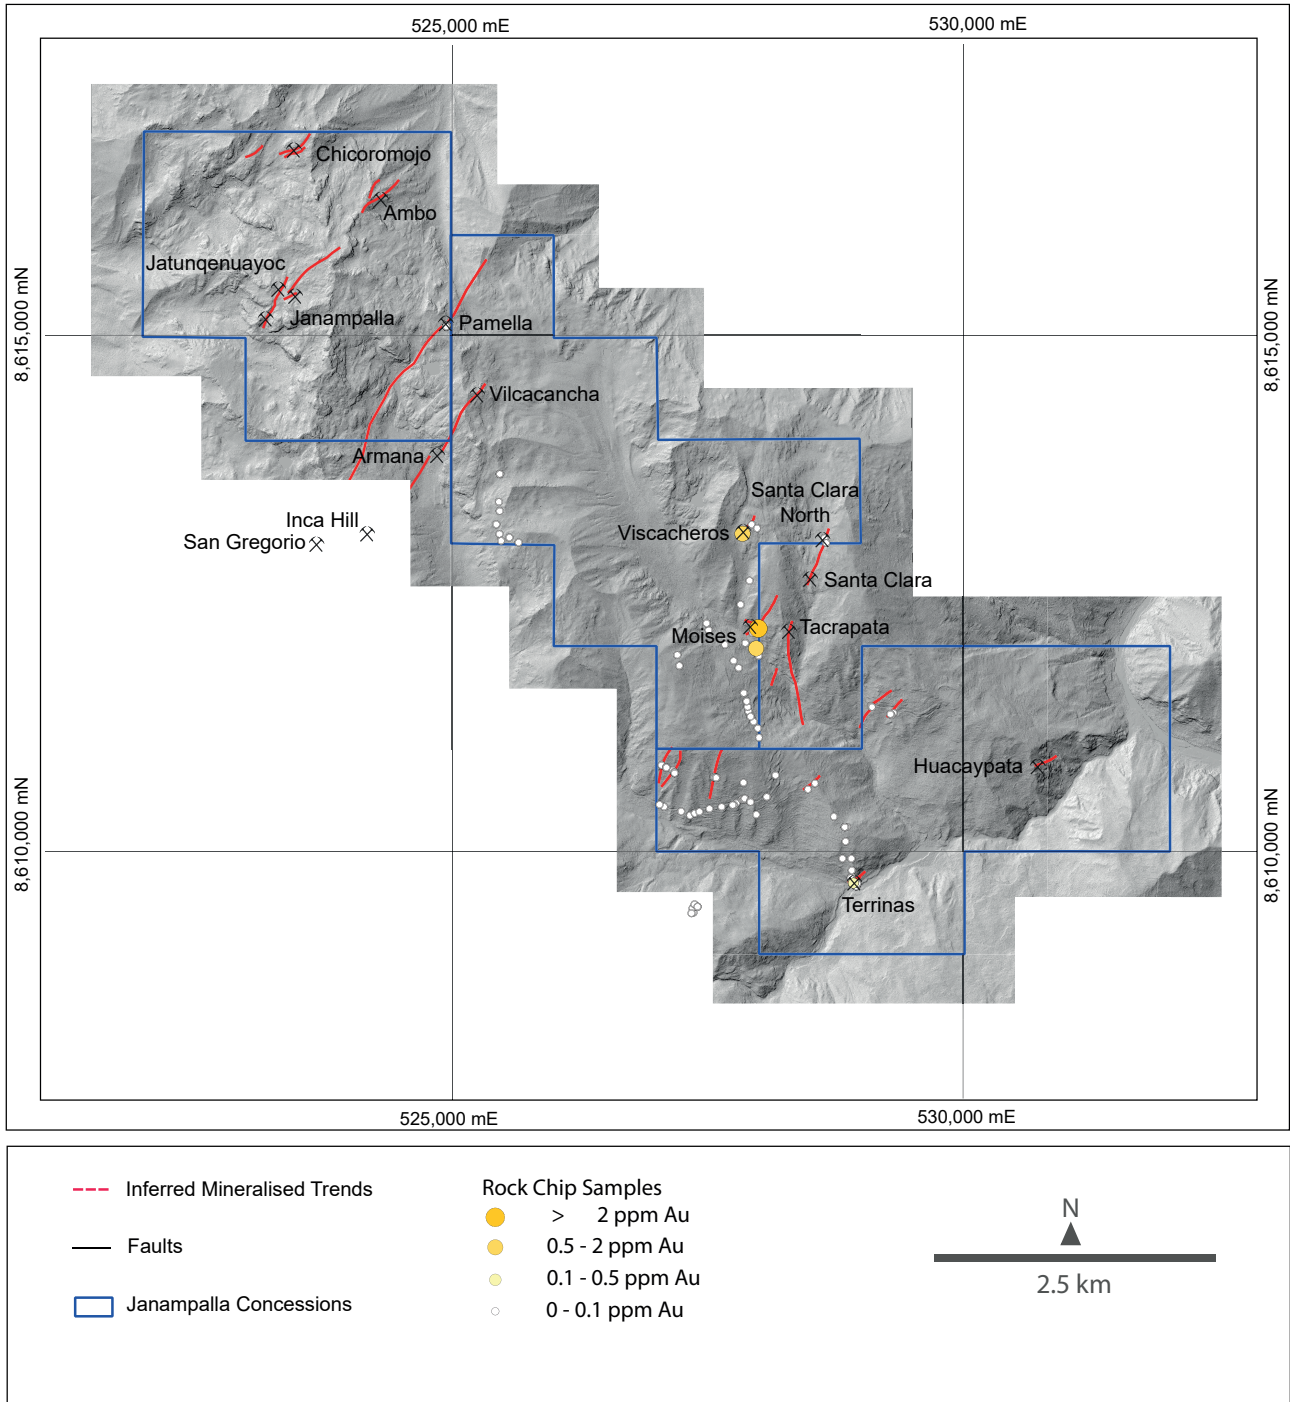 525,000 mE
530,000 mE
Chicoromojo
Ambo
Jatunqenuayoc
8,615,000 mN
8,615,000 mN
Janampalla
Pamella
Vilcacancha
Armana
Santa Clara
North
Inca Hill
Viscacheros
San Gregorio
Santa Clara
Moises
Tacrapata
Huacaypata
8,610,000 mN
8,610,000 mN
Terrinas
525,000 mE
530,000 mE
Inferred Mineralised Trends
Faults
Janampalla Concessions
Rock Chip Samples
> 2 ppm Au
0.5 - 2 ppm Au
0.1 - 0.5 ppm Au
0 - 0.1 ppm Au
N
2.5 km